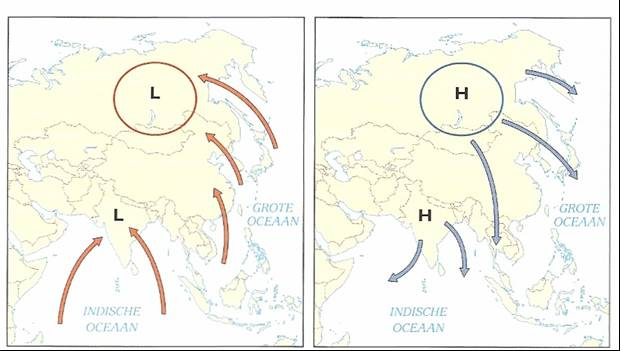 L
L
GROTE
OCEAAN
INDISCHE
OCEAAN
H
H
GROTE
OCEAAN
INDISCHE
OCEAAN